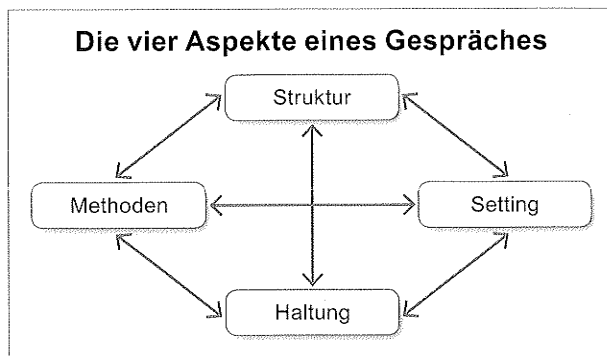 Die vier Aspekte eines Gespräches
Struktur
Methoden
Setting
Haltung